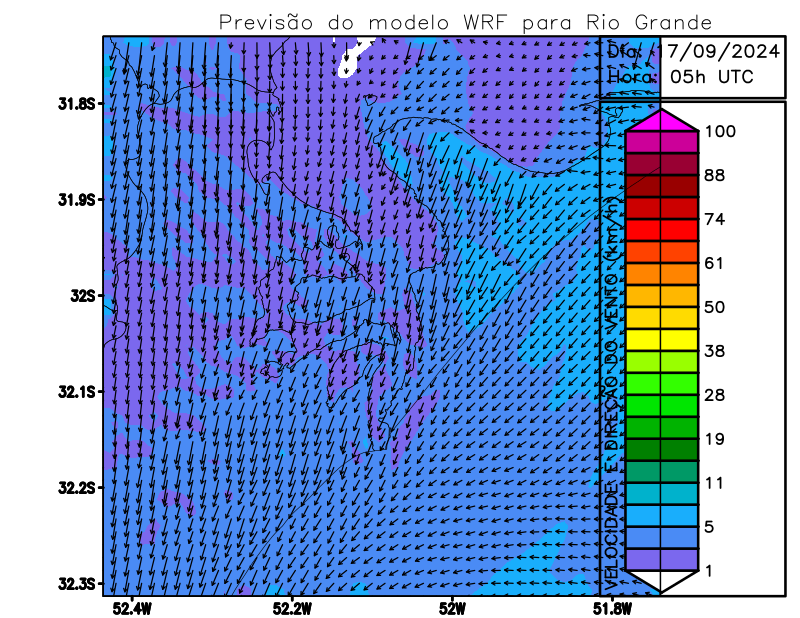 Previsão do modelo WRF para Rio Grande
Dia: 17/09/2024
Hora: 05h UTC
31.8S
31.9S
32S
32.1S
32.2S
32.3S
52.4W
52.2W
52W
51.8W
VELOCIDADE E DIREÇÃO DO VENTO (km/h)
100
88
74
61
50
38
28
19
11
5
1